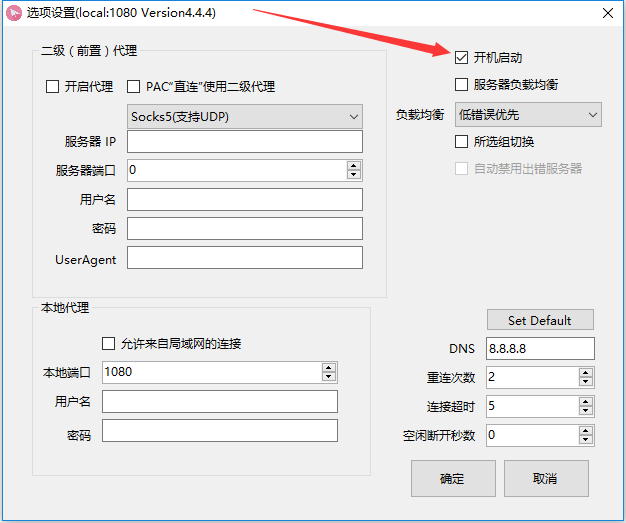 选项设置(local:1080 Version4.4.4)
二级（前置）代理
开启代理
PAC“直连”使用二级代理
Socks5(支持UDP)
服务器 IP
服务器端口
0
用户名
密码
UserAgent
开机启动
服务器负载均衡
负载均衡
低错误优先
所选组切换
自动禁用出错服务器
本地代理
允许来自局域网的连接
本地端口
1080
用户名
密码
Set Default
DNS
8.8.8.8
重连次数
2
连接超时
5
空闲断开秒数
0
确定
取消